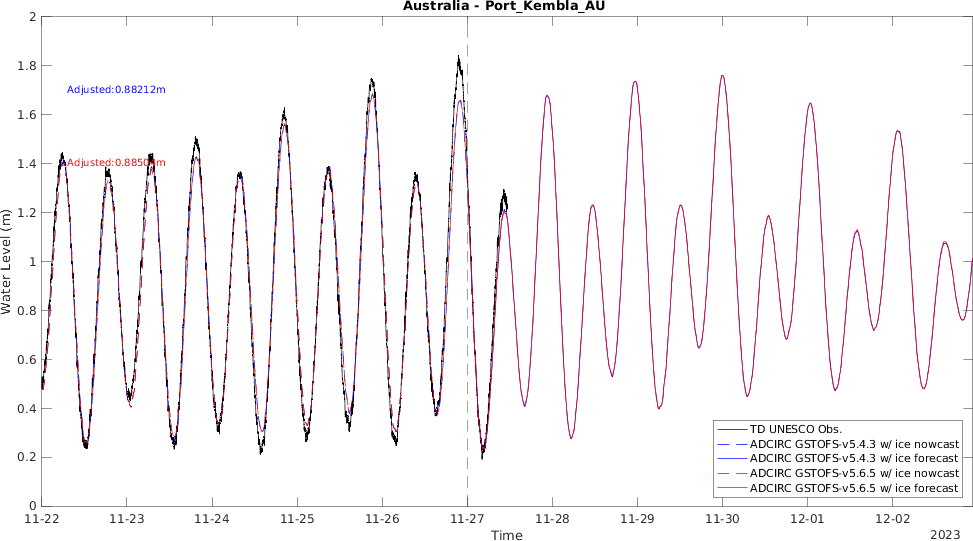 Australia - Port_Kembla_AU
2
1.8
1.6
1.4
1.2
1
0.8
0.6
0.4
0.2
0
Water Level (m)
Adjusted:0.88212m
TD UNESCO Obs.
ADCIRC GSTOFS-v5.4.3 w/ ice nowcast
ADCIRC GSTOFS-v5.4.3 w/ ice forecast
ADCIRC GSTOFS-v5.6.5 w/ ice nowcast
ADCIRC GSTOFS-v5.6.5 w/ ice forecast
11-22 11-23 11-24 11-25 11-26 11-27 11-28 11-29 11-30 12-01 12-02
Time
2023